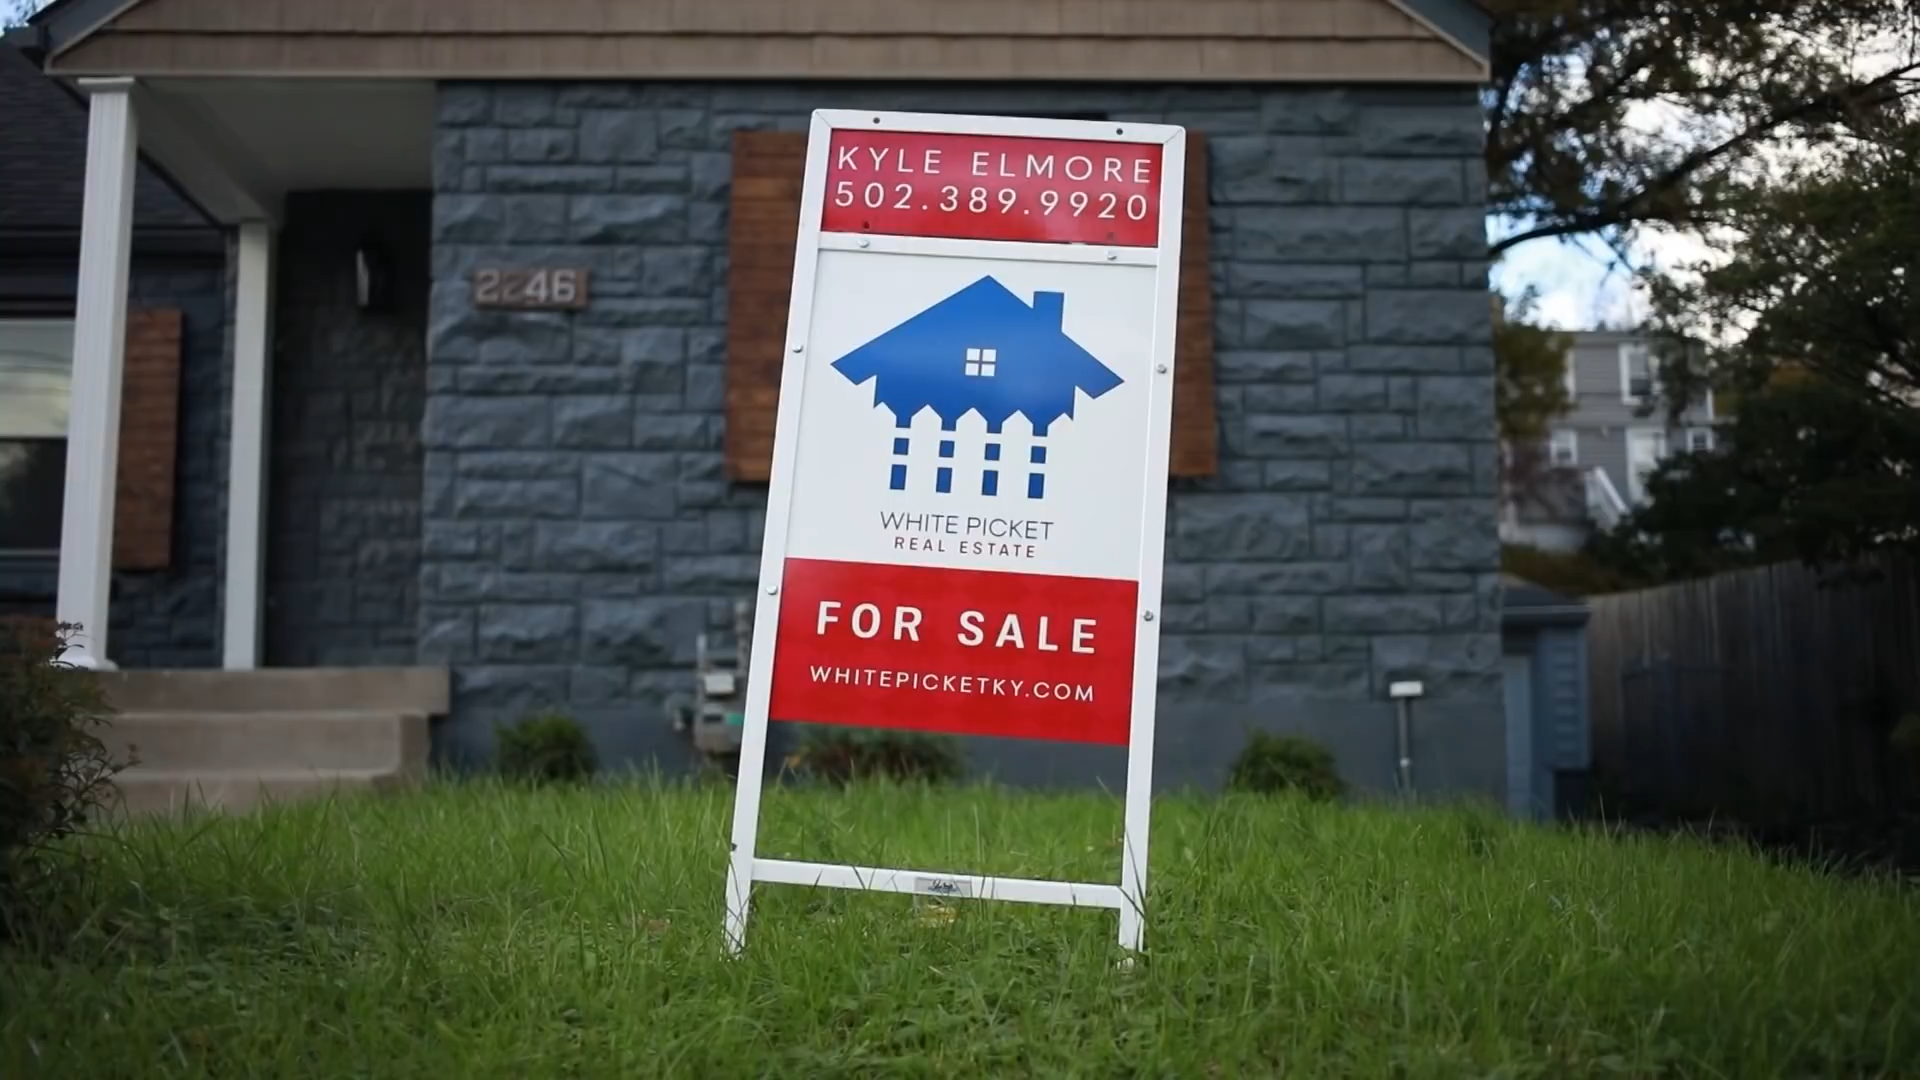 KYLE ELMORE
502.389.9920
2246
WHITE PICKET
REAL ESTATE
FOR SALE
WHITEPICKETKY.COM